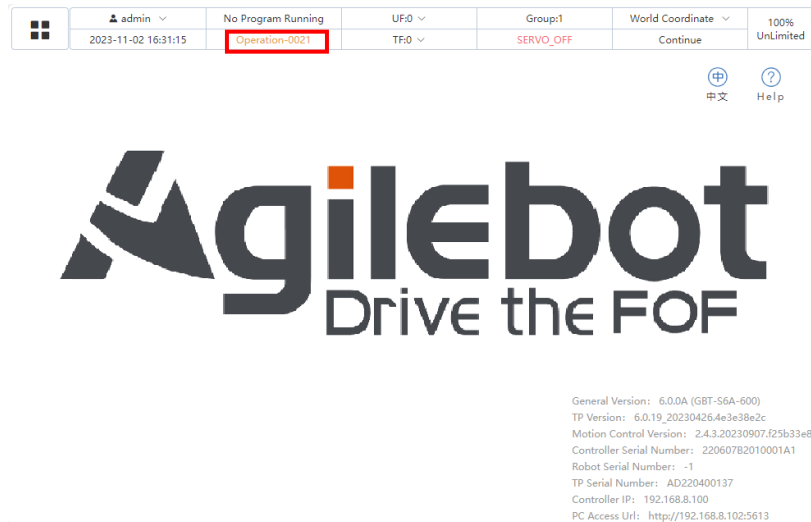 admin
No Program Running
UF:0
Group:1
World Coordinate
100%
UnLimited
2023-11-02 16:31:15
Operation-0021
TF:0
SERVO_OFF
Continue
中
?
中文
Help
Agilebot
Drive the FOF
General Version: 6.0.0A (GBT-S6A-600)
TP Version: 6.0.19_20230426.4e3e38e2c
Motion Control Version: 2.4.3.20230907.f25b33e8
Controller Serial Number: 220607B2010001A1
Robot Serial Number: -1
TP Serial Number: AD220400137
Controller IP: 192.168.8.100
PC Access Url: http://192.168.8.102:5613